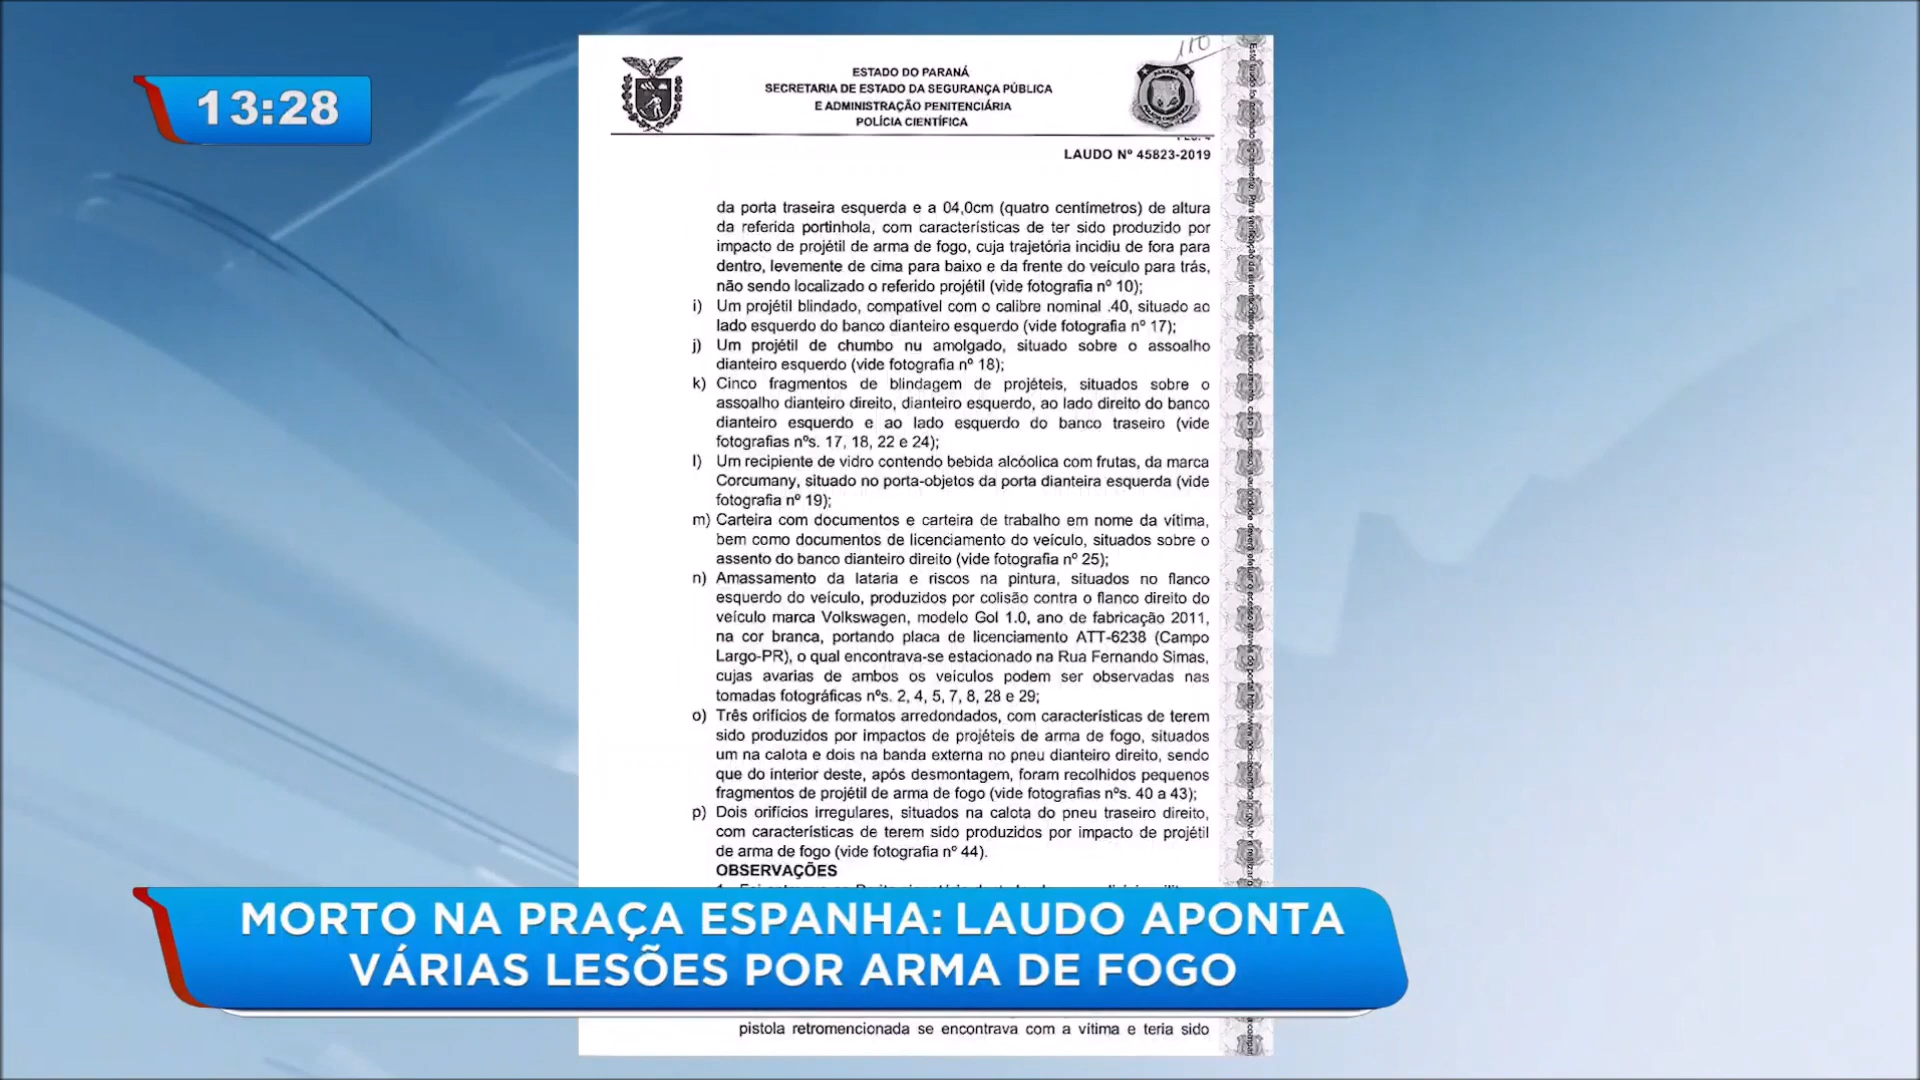 13:28
110
ESTADO DO PARANÁ
SECRETARIA DE ESTADO DA SEGURANÇA PÚBLICA
E ADMINISTRAÇÃO PENITENCIÁRIA
POLÍCIA CIENTÍFICA
LAUDO Nº 45823-2019
da porta traseira esquerda e a 04,0cm (quatro centímetros) de altura
da referida portinhola, com características de ter sido produzido por
impacto de projétil de arma de fogo, cuja trajetória incidiu de fora para
dentro, levemente de cima para baixo e da frente do veículo para trás,
não sendo localizado o referido projétil (vide fotografia nº 10);
i) Um projétil blindado, compatível com o calibre nominal .40, situado ao
lado esquerdo do banco dianteiro esquerdo (vide fotografia nº 17);
j) Um projétil de chumbo nu amolgado, situado sobre o assoalho
dianteiro esquerdo (vide fotografia nº 18);
k) Cinco fragmentos de blindagem de projéteis, situados sobre o
assoalho dianteiro direito, dianteiro esquerdo, ao lado direito do banco
dianteiro esquerdo e ao lado esquerdo do banco traseiro (vide
fotografias nºs. 17, 18, 22 e 24);
l) Um recipiente de vidro contendo bebida alcóolica com frutas, da marca
Corcumany, situado no porta-objetos da porta dianteira esquerda (vide
fotografia nº 19);
m) Carteira com documentos e carteira de trabalho em nome da vítima,
bem como documentos de licenciamento do veículo, situados sobre o
assento do banco dianteiro direito (vide fotografia nº 25);
n) Amassamento da lataria e riscos na pintura, situados no flanco
esquerdo do veículo, produzidos por colisão contra o flanco direito do
veículo marca Volkswagen, modelo Gol 1.0, ano de fabricação 2011,
na cor branca, portando placa de licenciamento ATT-6238 (Campo
Largo-PR), o qual encontrava-se estacionado na Rua Fernando Simas,
cujas avarias de ambos os veículos podem ser observadas nas
tomadas fotográficas nºs. 2, 4, 5, 7, 8, 28 e 29;
o) Três orifícios de formatos arredondados, com características de terem
sido produzidos por impactos de projéteis de arma de fogo, situados
um na calota e dois na banda externa no pneu dianteiro direito, sendo
que do interior deste, após desmontagem, foram recolhidos pequenos
fragmentos de projétil de arma de fogo (vide fotografias nºs. 40 a 43);
p) Dois orifícios irregulares, situados na calota do pneu traseiro direito,
com características de terem sido produzidos por impacto de projétil
de arma de fogo (vide fotografia nº 44).
OBSERVAÇÕES
MORTO NA PRAÇA ESPANHA: LAUDO APONTA
VÁRIAS LESÕES POR ARMA DE FOGO
pistola retromencionada se encontrava com a vítima e teria sido